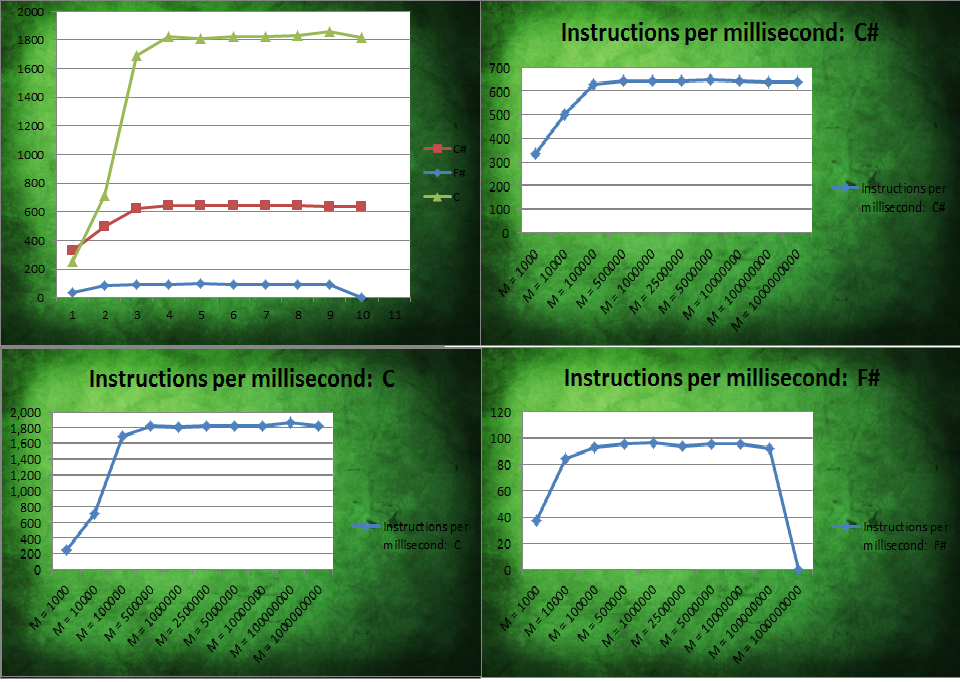 2000
1800
1600
1400
1200
1000
800
600
400
200
0
1 2 3 4 5 6 7 8 9 10 11
C#
F#
C
Instructions per millisecond: C#
700
600
500
400
300
200
100
0
M = 1000
M = 10000
M = 100000
M = 500000
M = 1000000
M = 2500000
M = 5000000
M = 10000000
M = 100000000
M = 1000000000
Instructions per
millisecond: C#
Instructions per millisecond: C
2,000
1,800
1,600
1,400
1,200
1,000
800
600
400
200
0
M = 1000
M = 10000
M = 100000
M = 500000
M = 1000000
M = 2500000
M = 5000000
M = 10000000
M = 100000000
M = 1000000000
Instructions per
millisecond: C
Instructions per millisecond: F#
120
100
80
60
40
20
0
M = 1000
M = 10000
M = 100000
M = 500000
M = 1000000
M = 2500000
M = 5000000
M = 10000000
M = 100000000
M = 1000000000
Instructions per
millisecond: F#